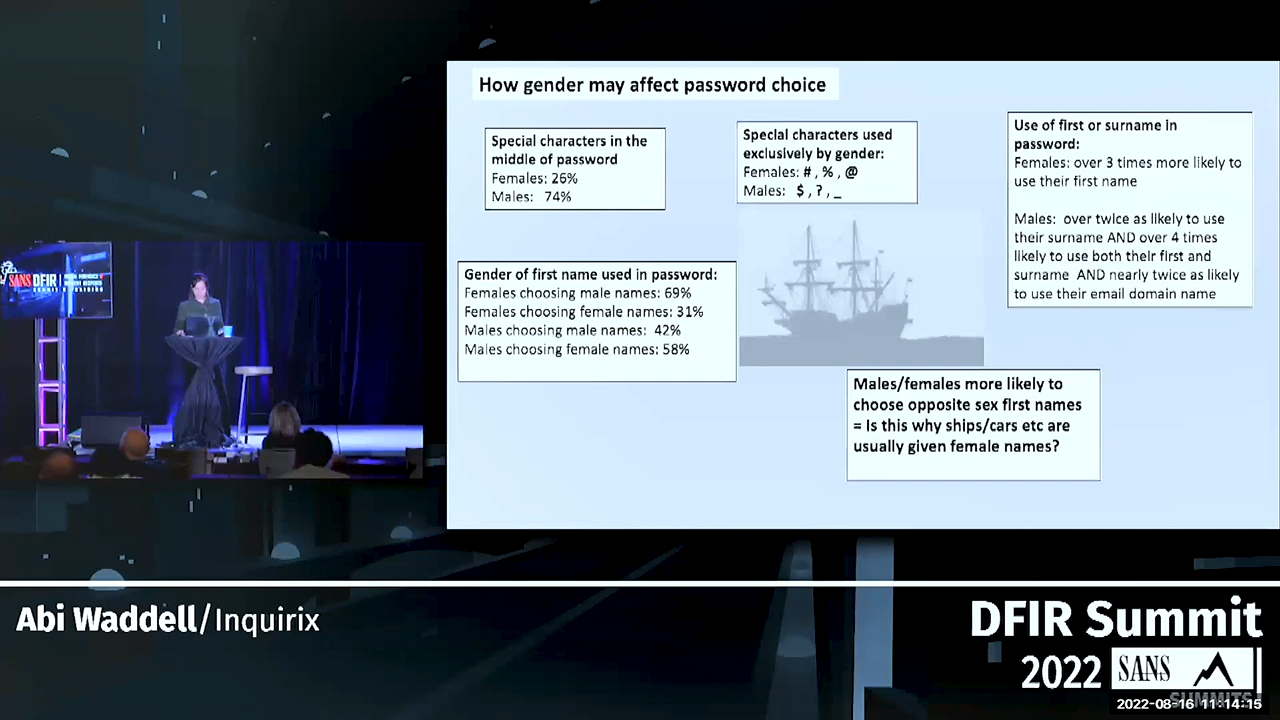 How gender may affect password choice
Special characters in the
middle of password
Females: 26%
Males: 74%
Special characters used
exclusively by gender:
Females: # , % , @
Males: $ , ? , _
Use of first or surname in
password:
Females: over 3 times more likely to
use their first name
Males: over twice as likely to use
their surname AND over 4 times
likely to use both their first and
surname AND nearly twice as likely
to use their email domain name
Gender of first name used in password:
Females choosing male names: 69%
Females choosing female names: 31%
Males choosing male names: 42%
Males choosing female names: 58%
Males/females more likely to
choose opposite sex first names
= Is this why ships/cars etc are
usually given female names?
SANS DFIR
Abi Waddell/Inquirix
DFIR Summit
2022 SANS
SUMMITS
2022-08-16 11:14:15